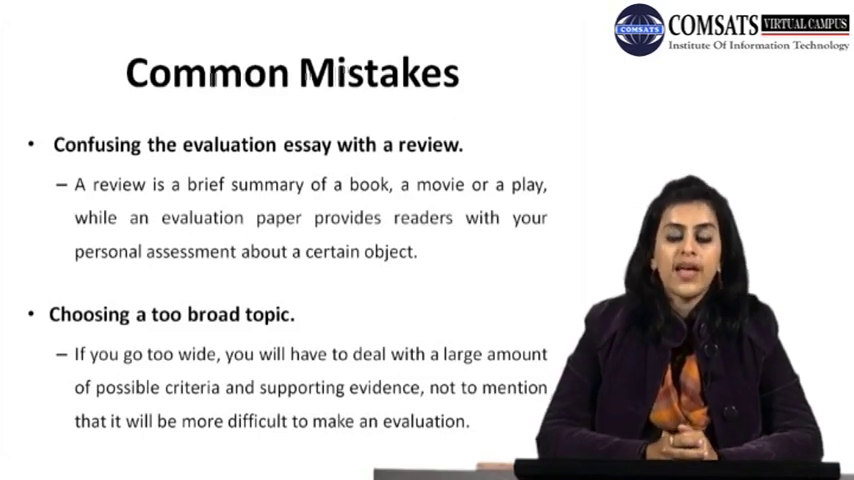 COMSATS
COMSATS VIRTUAL CAMPUS
Institute Of Information Technology
Common Mistakes
• Confusing the evaluation essay with a review.
– A review is a brief summary of a book, a movie or a play,
while an evaluation paper provides readers with your
personal assessment about a certain object.
• Choosing a too broad topic.
– If you go too wide, you will have to deal with a large amount
of possible criteria and supporting evidence, not to mention
that it will be more difficult to make an evaluation.